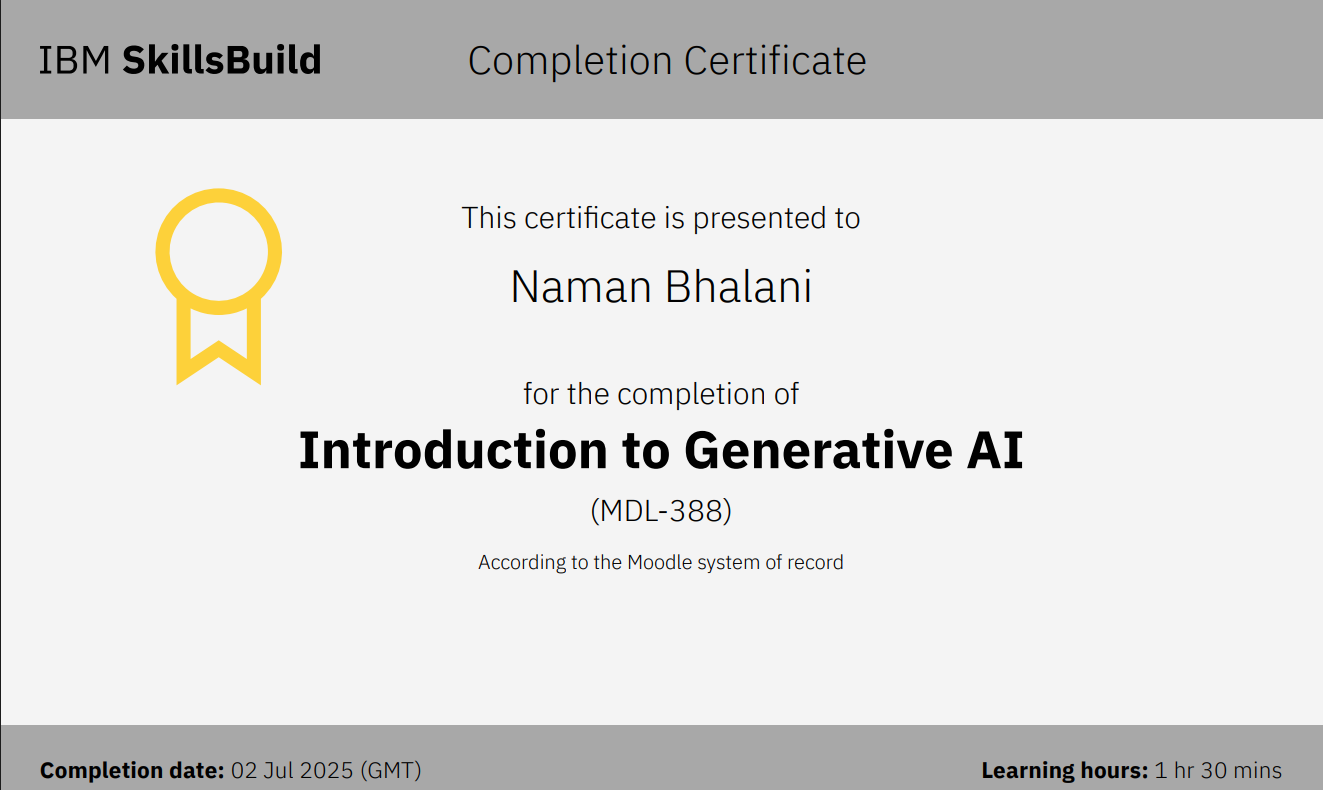 IBM SkillsBuild Completion Certificate
This certificate is presented to
Naman Bhalani
for the completion of
Introduction to Generative AI
(MDL-388)
According to the Moodle system of record
Completion date: 02 Jul 2025 (GMT) Learning hours: 1 hr 30 mins